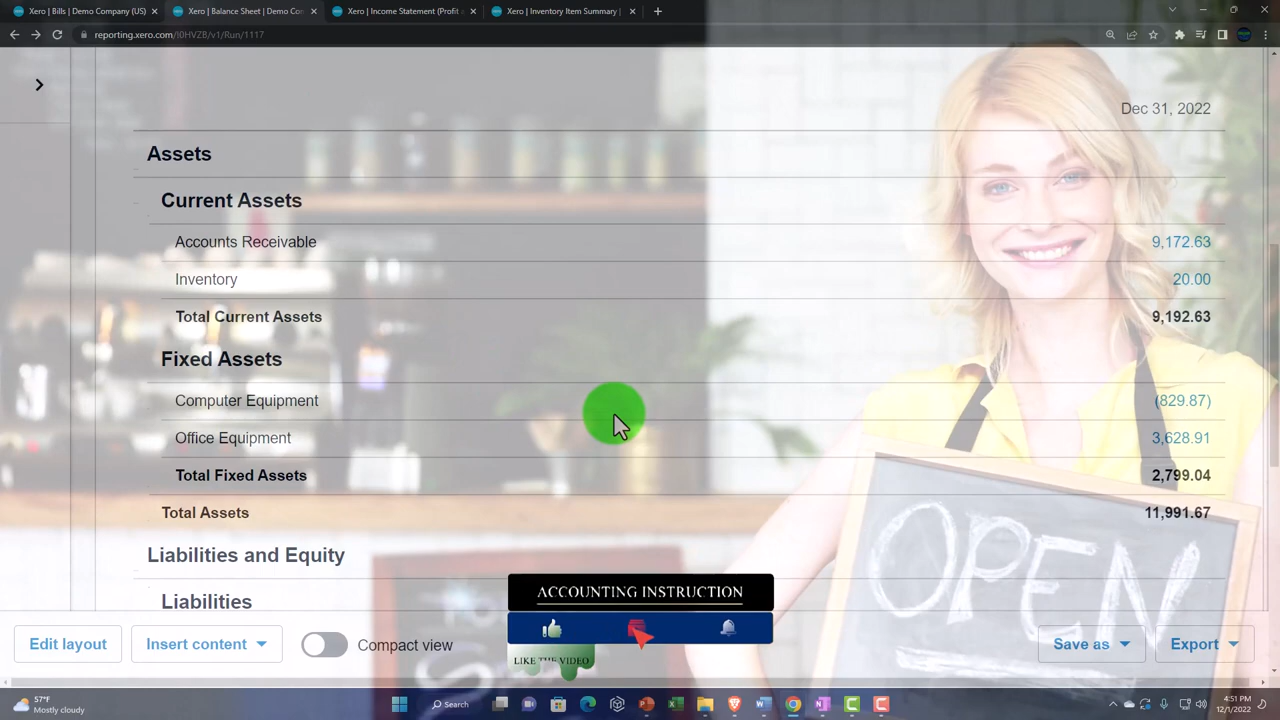 Xero | Bills | Demo Company (US)
Xero | Balance Sheet | Demo Co
Xero | Income Statement (Profit a
Xero | Inventory Item Summary |
reporting.xero.com/!0HVZB/v1/Run/1117
Dec 31, 2022
Assets
Current Assets
Accounts Receivable 9,172.63
Inventory 20.00
Total Current Assets 9,192.63
Fixed Assets
Computer Equipment (829.87)
Office Equipment 3,628.91
Total Fixed Assets 2,799.04
Total Assets 11,991.67
Liabilities and Equity
Liabilities
OPEN
ACCOUNTING INSTRUCTION
LIKE THE VIDEO
Edit layout Insert content Compact view Save as Export
57°F
Mostly cloudy
Search
4:51 PM
12/1/2022